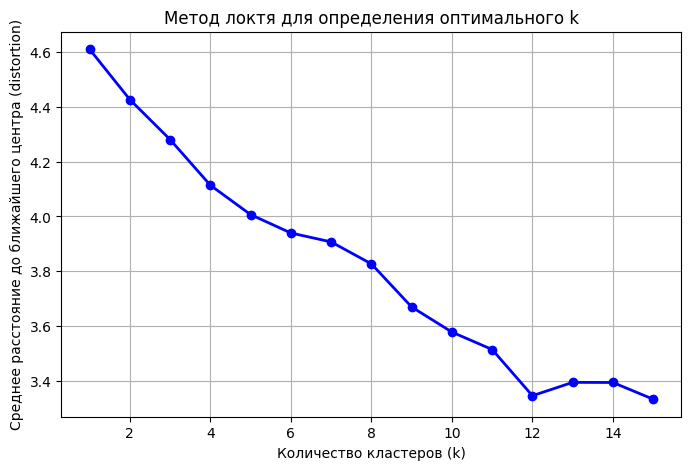 Метод локтя для определения оптимального k
Среднее расстояние до ближайшего центра (distortion)
4.6
4.4
4.2
4.0
3.8
3.6
3.4
2 4 6 8 10 12 14
Количество кластеров (k)